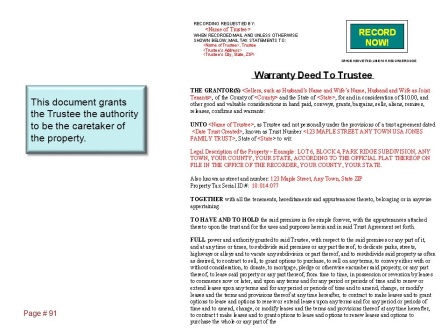 RECORDING REQUESTED BY:
<Name of Trustee>
WHEN RECORDED MAIL AND UNLESS OTHERWISE
SHOWN BELOW, MAIL TAX STATEMENTS TO:
<Name of Trustee>, Trustee
<Trustee's Address>
<Trustee's City, State, ZIP>
RECORD
NOW!
SPACE ABOVE THIS LINE FOR RECORDER'S USE
Warranty Deed To Trustee
This document grants
the Trustee the authority
to be the caretaker of
the property.
THE GRANTOR(S) <Sellers, such as Husband's Name and Wife's Name, Husband and Wife as Joint
Tenants>, of the County of <County> and the State of <State>, for and in consideration of $10.00, and
other good and valuable considerations in hand paid, conveys, grants, bargains, sells, aliens, remises,
releases, confirms and warrants:
UNTO <Name of Trustee>, as Trustee and not personally under the provisions of a trust agreement dated
<Date Trust Created>, known as Trust Number <123 MAPLE STREET ANY TOWN USA JONES
FAMILY TRUST>, State of <State> to wit:
Legal Description of the Property – Example: LOT 6, BLOCK 4, PARK RIDGE SUBDIVISION, ANY
TOWN, YOUR COUNTY, YOUR STATE, ACCORDING TO THE OFFICIAL PLAT THEREOF ON
FILE IN THE OFFICE OF THE RECORDER, YOUR COUNTY, YOUR STATE.
Also known as street and number: 123 Maple Street, Any Town, State ZIP
Property Tax Serial ID #: 10:014:077
TOGETHER with all the tenements, hereditaments and appurtenances thereto, belonging or in anywise
appertaining.
TO HAVE AND TO HOLD the said premises in fee simple forever, with the appurtenances attached
thereto upon the trust and for the uses and purposes herein and in said Trust Agreement set forth.
FULL power and authority granted to said Trustee, with respect to the said premises or any part of it,
and at any time or times, to subdivide said premises or any part thereof, to dedicate parks, streets,
highways or alleys and to vacate any subdivision or part thereof, and to resubdivide said property as often
as desired, to contract to sell, to grant options to purchase, to sell on any terms, to convey either with or
without consideration, to donate, to mortgage, pledge or otherwise encumber said property, or any part
thereof, to lease said property or any part thereof, from time to time, in possession or reversion by leases
to commence now or later, and upon any terms and for any period or periods of time and to renew or
extend leases upon any terms and for any period or periods of time and to amend, change, or modify
leases and the terms and provisions thereof at any time hereafter, to contract to make leases and to grant
options to lease and options to renew or extend leases upon any terms and for any period or periods of
time and to amend, change, or modify leases and the terms and provisions thereof at any time hereafter,
to contract t make leases and to grant options to lease and options to renew leases and options to
purchase the whole or any part of the
Page # 91